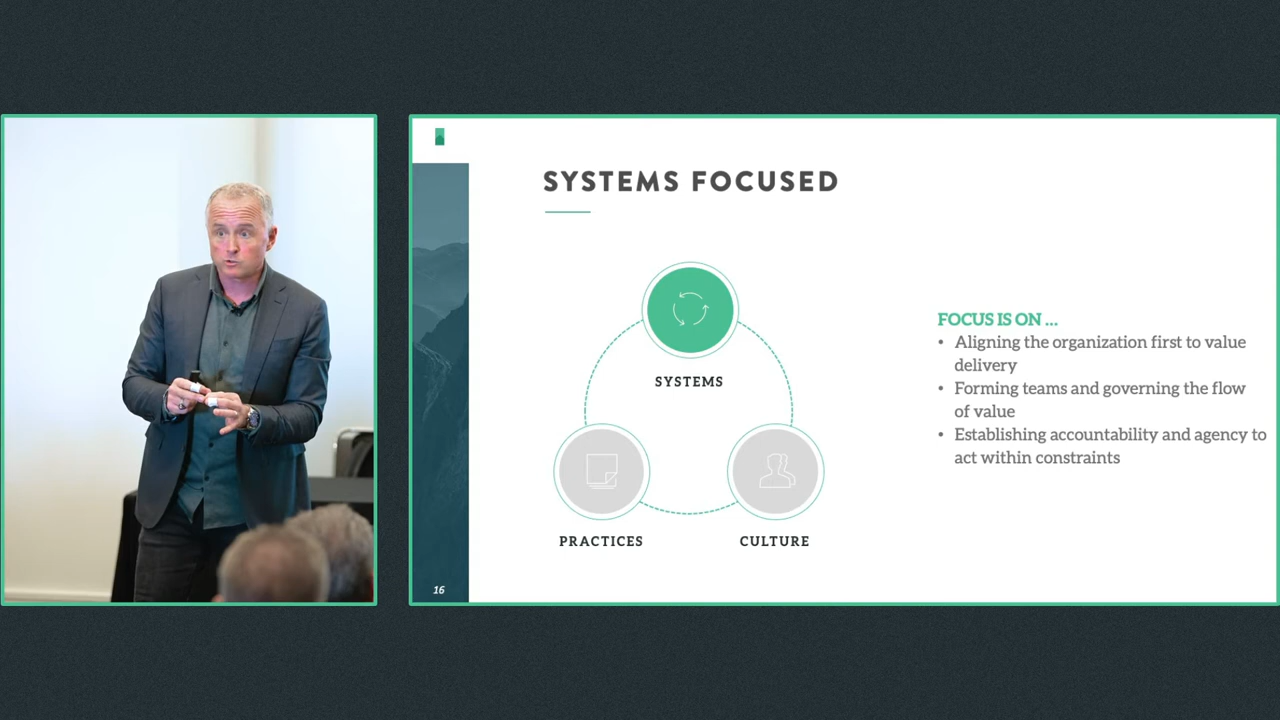 SYSTEMS FOCUSED
SYSTEMS
PRACTICES
CULTURE
FOCUS IS ON ...
• Aligning the organization first to value
delivery
• Forming teams and governing the flow
of value
• Establishing accountability and agency to
act within constraints
16